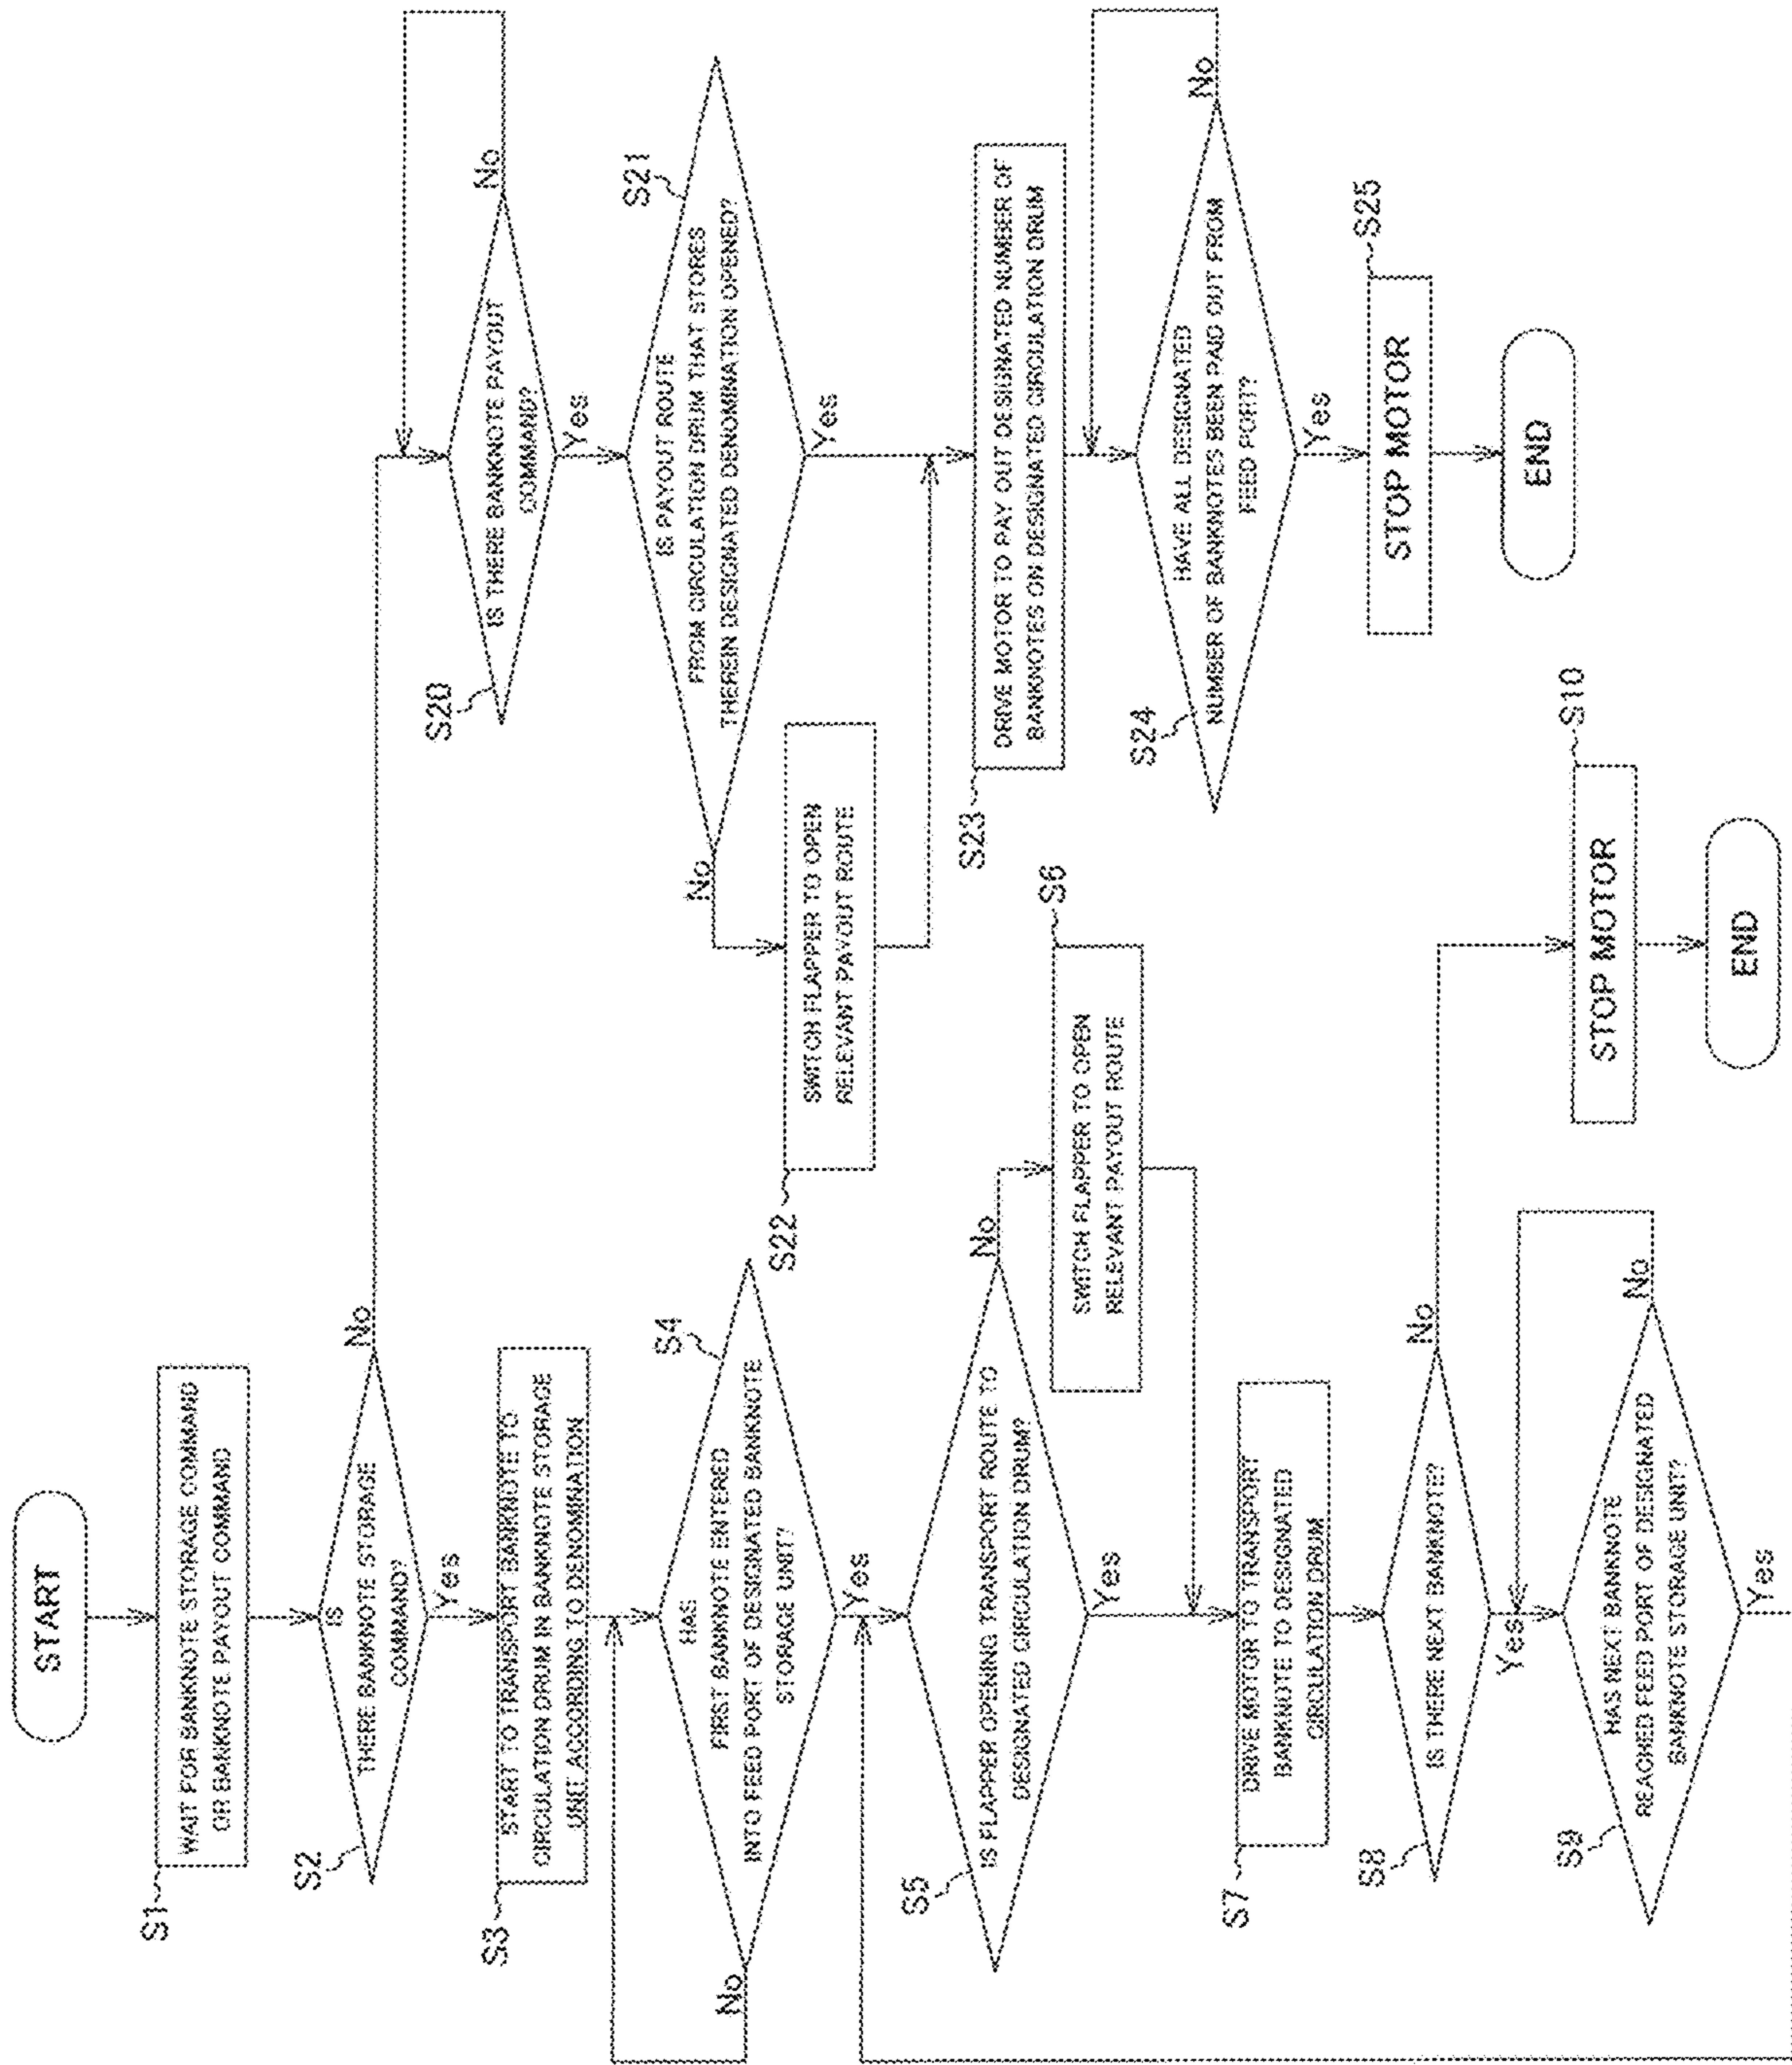 START
S1
WAIT FOR BANKNOTE STORAGE COMMAND
OR BANKNOTE PAYOUT COMMAND
S2
IS
THERE BANKNOTE STORAGE
COMMAND?
No
Yes
S3
START TO TRANSPORT BANKNOTE TO
CIRCULATION DRUM IN BANKNOTE STORAGE
UNIT ACCORDING TO DENOMINATION
S4
HAS
FIRST BANKNOTE ENTERED
INTO FEED PORT OF DESIGNATED BANKNOTE
STORAGE UNIT?
No
Yes
S5
IS FLAPPER OPENING TRANSPORT ROUTE TO
DESIGNATED CIRCULATION DRUM?
No
Yes
S6
SWITCH FLAPPER TO OPEN
RELEVANT PAYOUT ROUTE
S7
DRIVE MOTOR TO TRANSPORT
BANKNOTE TO DESIGNATED
CIRCULATION DRUM
S8
IS THERE NEXT BANKNOTE?
No
Yes
S9
HAS NEXT BANKNOTE
REACHED FEED PORT OF DESIGNATED
BANKNOTE STORAGE UNIT?
No
Yes
S10
STOP MOTOR
END
S20
IS THERE BANKNOTE PAYOUT
COMMAND?
No
Yes
S21
IS PAYOUT ROUTE
FROM CIRCULATION DRUM THAT STORES
THEREIN DESIGNATED DENOMINATION OPENED?
No
Yes
S22
SWITCH FLAPPER TO OPEN
RELEVANT PAYOUT ROUTE
S23
DRIVE MOTOR TO PAY OUT DESIGNATED NUMBER OF
BANKNOTES ON DESIGNATED CIRCULATION DRUM
S24
HAVE ALL DESIGNATED
NUMBER OF BANKNOTES BEEN PAID OUT FROM
FEED PORT?
No
Yes
S25
STOP MOTOR
END